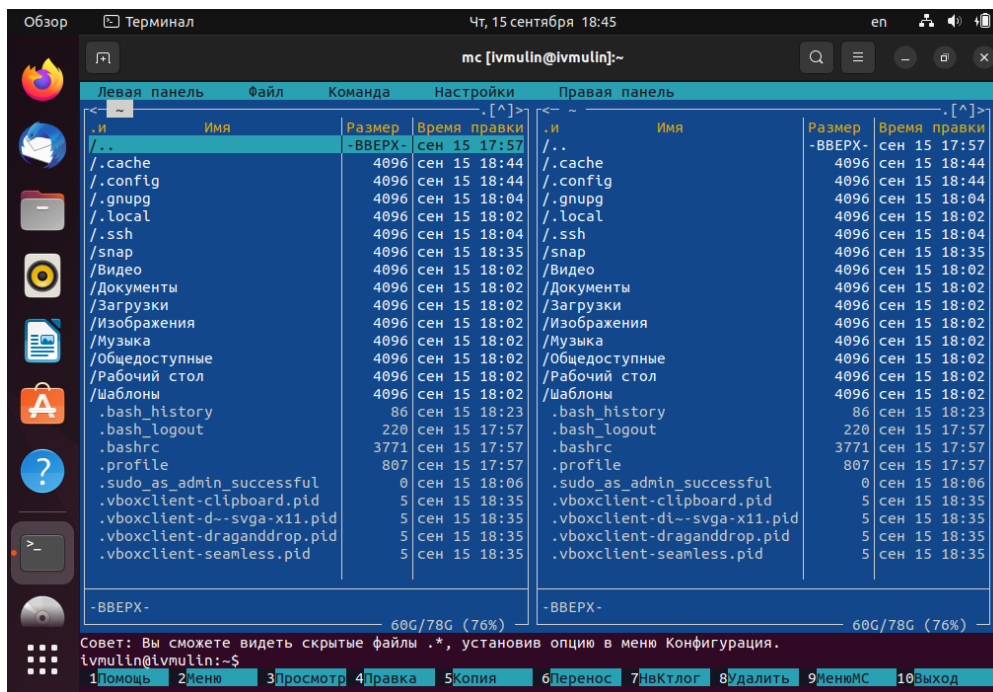 Обзор Терминал Чт, 15 сентября 18:45 en
mc [ivmulin@ivmulin]:~
Левая панель Файл Команда Настройки Правая панель
<— ~ .[^]> <— ~ .[^]>
.и Имя Размер Время правки .и Имя Размер Время правки
/.. -ВВЕРХ- сен 15 17:57 /.. -ВВЕРХ- сен 15 17:57
/.cache 4096 сен 15 18:44 /.cache 4096 сен 15 18:44
/.config 4096 сен 15 18:44 /.config 4096 сен 15 18:44
/.gnupg 4096 сен 15 18:04 /.gnupg 4096 сен 15 18:04
/.local 4096 сен 15 18:02 /.local 4096 сен 15 18:02
/.ssh 4096 сен 15 18:04 /.ssh 4096 сен 15 18:04
/snap 4096 сен 15 18:35 /snap 4096 сен 15 18:35
/Видео 4096 сен 15 18:02 /Видео 4096 сен 15 18:02
/Документы 4096 сен 15 18:02 /Документы 4096 сен 15 18:02
/Загрузки 4096 сен 15 18:02 /Загрузки 4096 сен 15 18:02
/Изображения 4096 сен 15 18:02 /Изображения 4096 сен 15 18:02
/Музыка 4096 сен 15 18:02 /Музыка 4096 сен 15 18:02
/Общедоступные 4096 сен 15 18:02 /Общедоступные 4096 сен 15 18:02
/Рабочий стол 4096 сен 15 18:02 /Рабочий стол 4096 сен 15 18:02
/Шаблоны 4096 сен 15 18:02 /Шаблоны 4096 сен 15 18:02
.bash_history 86 сен 15 18:23 .bash_history 86 сен 15 18:23
.bash_logout 220 сен 15 17:57 .bash_logout 220 сен 15 17:57
.bashrc 3771 сен 15 17:57 .bashrc 3771 сен 15 17:57
.profile 807 сен 15 17:57 .profile 807 сен 15 17:57
.sudo_as_admin_successful 0 сен 15 18:06 .sudo_as_admin_successful 0 сен 15 18:06
.vboxclient-clipboard.pid 5 сен 15 18:35 .vboxclient-clipboard.pid 5 сен 15 18:35
.vboxclient-d~-svga-x11.pid 5 сен 15 18:35 .vboxclient-di~-svga-x11.pid 5 сен 15 18:35
.vboxclient-draganddrop.pid 5 сен 15 18:35 .vboxclient-draganddrop.pid 5 сен 15 18:35
.vboxclient-seamless.pid 5 сен 15 18:35 .vboxclient-seamless.pid 5 сен 15 18:35
-ВВЕРХ- -ВВЕРХ-
60G/78G (76%) 60G/78G (76%)
Совет: Вы сможете видеть скрытые файлы .*, установив опцию в меню Конфигурация.
ivmulin@ivmulin:~$
1Помощь 2Меню 3Просмотр 4Правка 5Копия 6Перенос 7НвКтлог 8Удалить 9МенюМС 10Выход